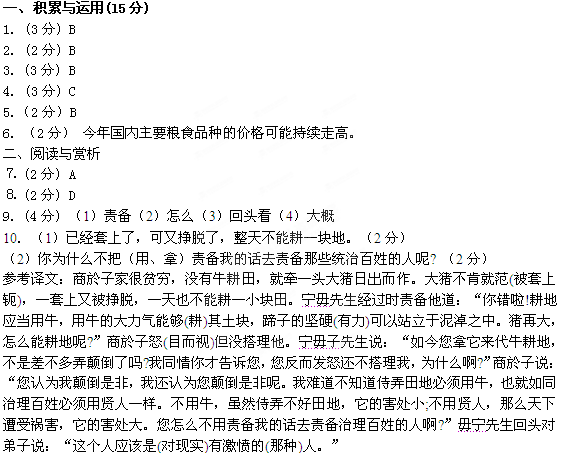 一、积累与运用(15分)
1.（3分）B
2.（2分）B
3.（3分）B
4.（3分）C
5.（2分）B
6.（2分） 今年国内主要粮食品种的价格可能持续走高。
二、阅读与赏析
7.(2分) A
8.(2分) D
9.（4分）（1）责备（2）怎么（3）回头看（4）大概
10.（1）已经套上了，可又挣脱了，整天不能耕一块地。（2分）
（2）你为什么不把（用、拿）责备我的话去责备那些统治百姓的人呢？（2分）
参考译文：商於子家很贫穷，没有牛耕田，就牵一头大猪日出而作。大猪不肯就范(被套上
轭)，一套上又被挣脱，一天也不能耕一小块田。宁毋先生经过时责备他道：“你错啦!耕地
应当用牛，用牛的大力气能够(耕)其土块，蹄子的坚硬(有力)可以站立于泥淖之中。猪再大，
怎么能耕地呢?”商於子怒(目而视)但没搭理他。宁毋子先生说：“如今您拿它来代牛耕地，
不是差不多弄颠倒了吗?我同情你才告诉您，您反而发怒还不搭理我，为什么啊?”商於子说：
“您认为我颠倒是非，我还认为您颠倒是非呢。我难道不知道侍弄田地必须用牛，也就如同
治理百姓必须用贤人一样。不用牛，虽然侍弄不好田地，它的害处小;不用贤人，那么天下
遭受祸害，它的害处大。您怎么不用责备我的话去责备治理百姓的人啊?”毋宁先生回头对
弟子说：“这个人应该是(对现实)有激愤的(那种)人。”